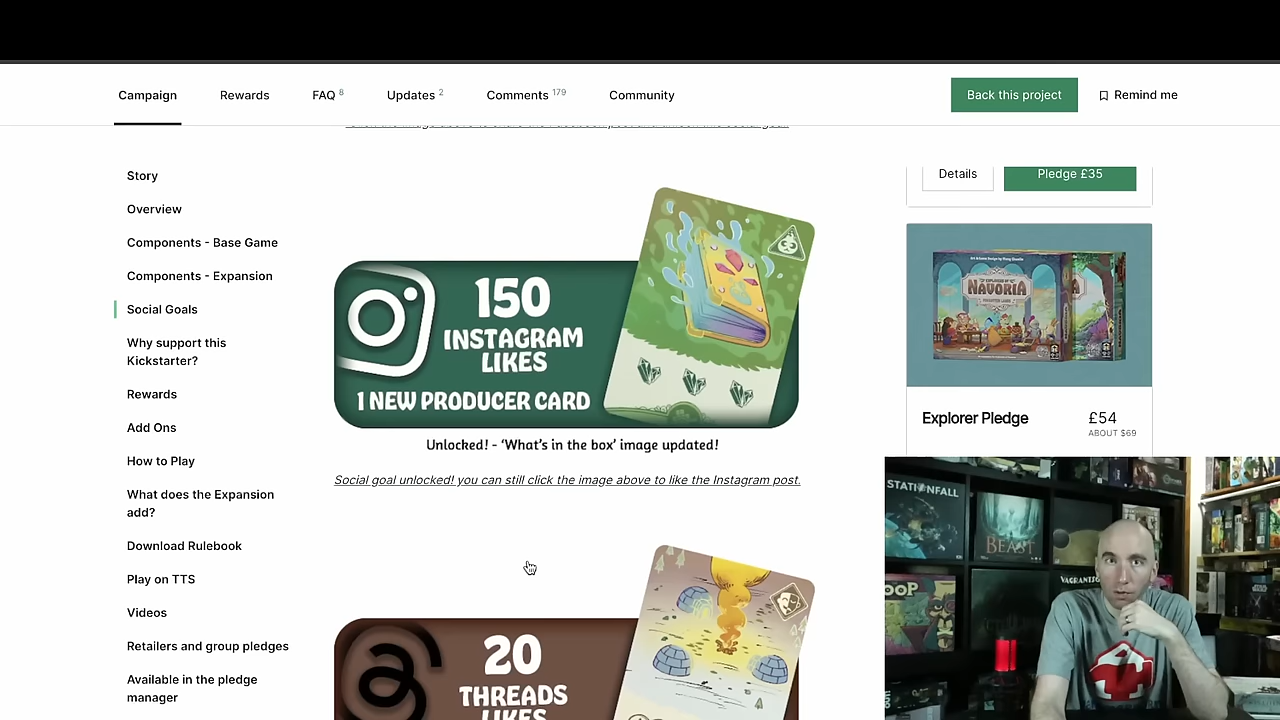 Campaign
Rewards
FAQ 8
Updates 2
Comments 179
Community
Back this project
Remind me
Story
Overview
Components - Base Game
Components - Expansion
Social Goals
Why support this
Kickstarter?
Rewards
Add Ons
How to Play
What does the Expansion
add?
Download Rulebook
Play on TTS
Videos
Retailers and group pledges
Available in the pledge
manager
150
INSTAGRAM
LIKES
1 NEW PRODUCER CARD
Unlocked! - 'What's in the box' image updated!
Social goal unlocked! you can still click the image above to like the Instagram post.
20
THREADS
LIKES
Details
Pledge £35
NAVORIA
Explorer Pledge
£54
ABOUT $69
STATIONFALL
BEAST